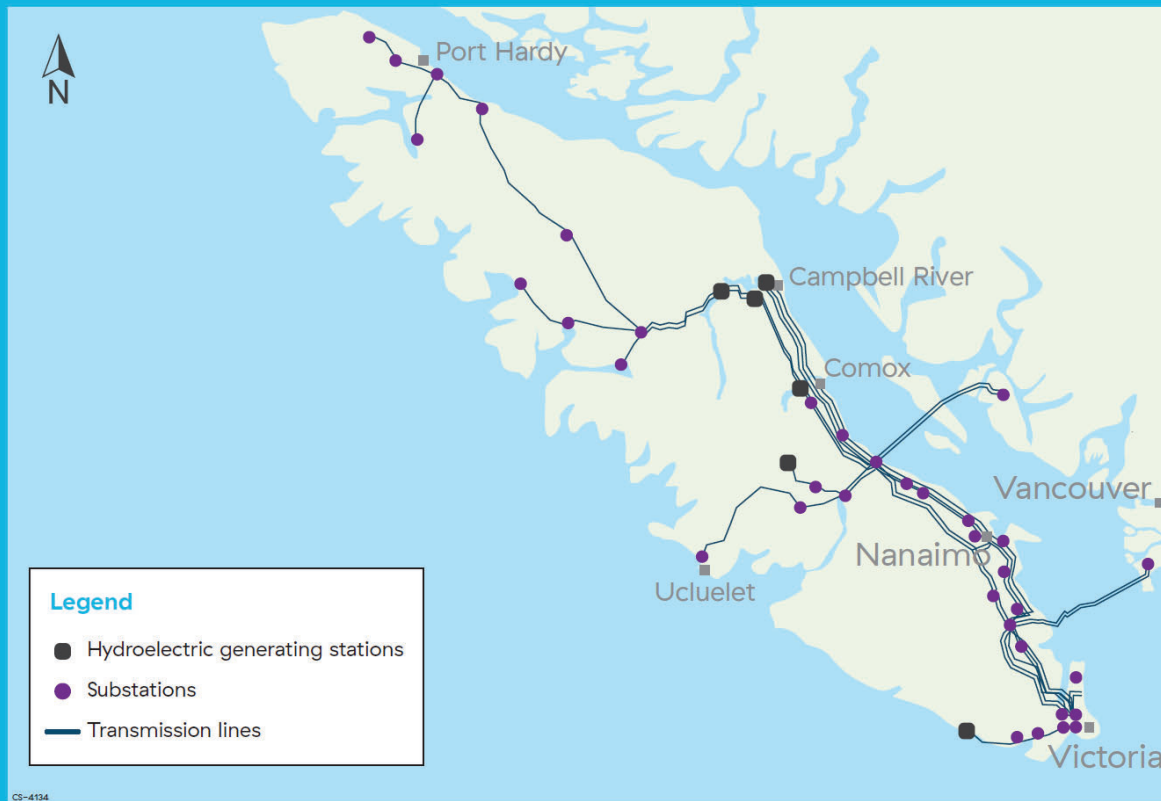 Port Hardy
N
Campbell River
Comox
Vancouver
Nanaimo
Ucluelet
Legend
Hydroelectric generating stations
Substations
Transmission lines
Victoria
CS-4134